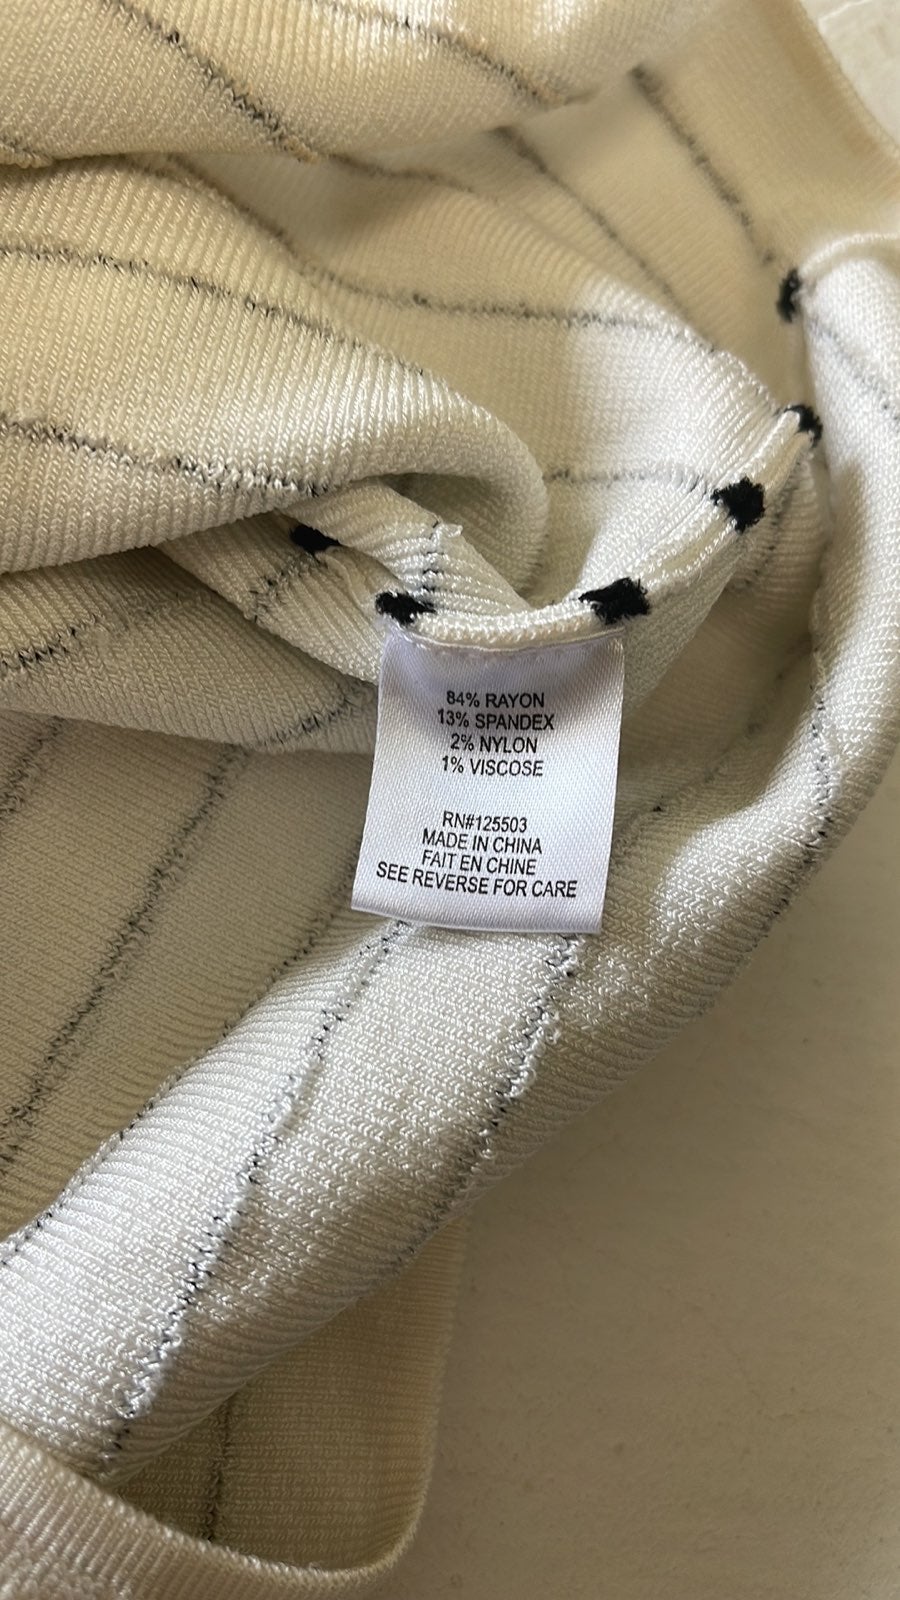 84% RAYON
13% SPANDEX
2% NYLON
1% VISCOSE
RN#125503
MADE IN CHINA
FAIT EN CHINE
SEE REVERSE FOR CARE